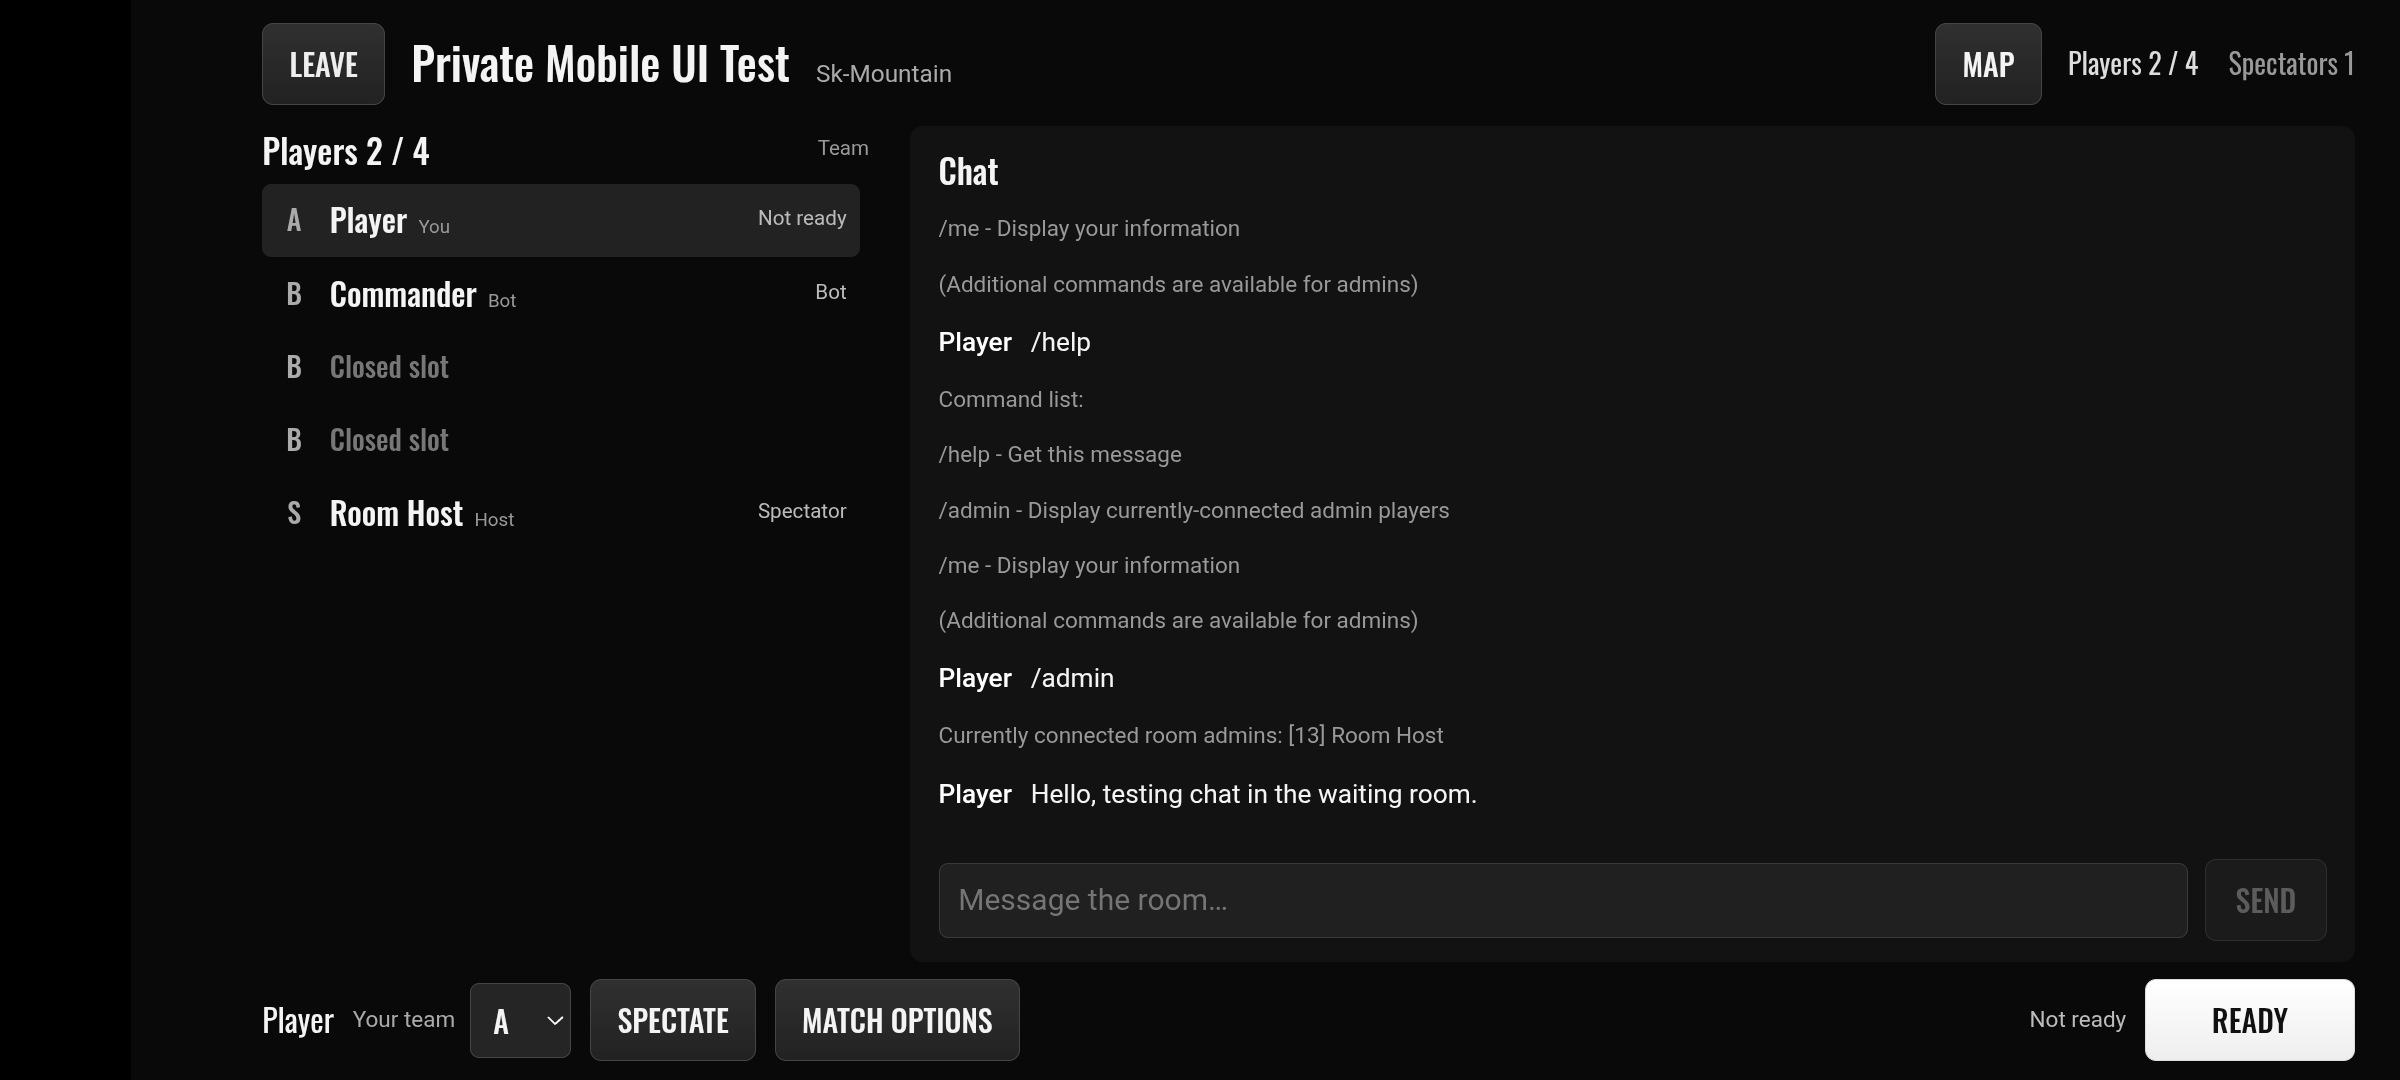 LEAVE Private Mobile UI Test Sk-Mountain MAP Players 2 / 4 Spectators 1
Players 2 / 4 Team
A Player You Not ready
B Commander Bot Bot
B Closed slot
B Closed slot
S Room Host Host Spectator
Chat
/me - Display your information
(Additional commands are available for admins)
Player /help
Command list:
/help - Get this message
/admin - Display currently-connected admin players
/me - Display your information
(Additional commands are available for admins)
Player /admin
Currently connected room admins: [13] Room Host
Player Hello, testing chat in the waiting room.
Message the room… SEND
Player Your team A SPECTATE MATCH OPTIONS Not ready READY